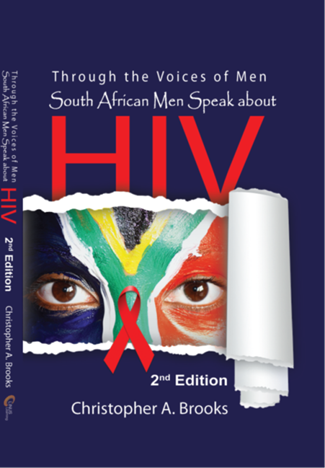 Through the Voices of Men
South African Men Speak about
HIV
2nd Edition
Christopher A. Brooks
Through the Voices of Men
South African Men Speak about
HIV
2nd Edition
Christopher A. Brooks